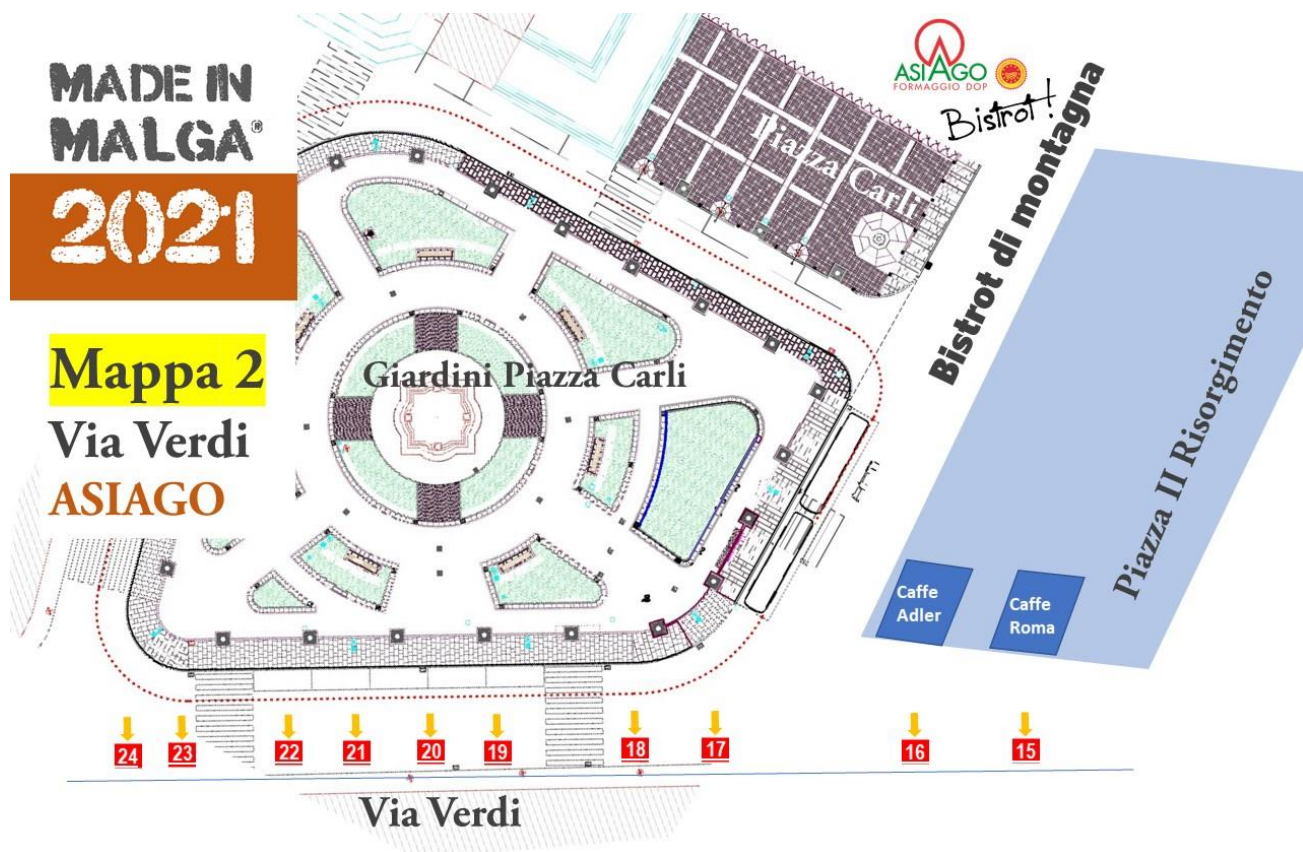 MADE IN
MALGA®
2021
Mappa 2
Via Verdi
ASIAGO
ASIAGO
FORMAGGIO DOP
Bistrot!
Bistrot di montagna
Piazza Carli
Giardini Piazza Carli
Piazza II Risorgimento
Caffe
Adler
Caffe
Roma
24 23 22 21 20 19 18 17 16 15
Via Verdi